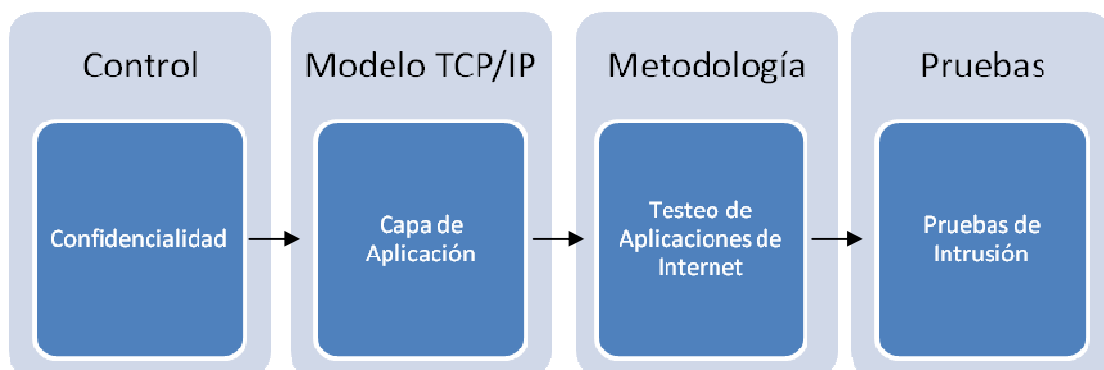 Control
Confidencialidad
Modelo TCP/IP
Capa de
Aplicación
Metodología
Testeo de
Aplicaciones de
Internet
Pruebas
Pruebas de
Intrusión